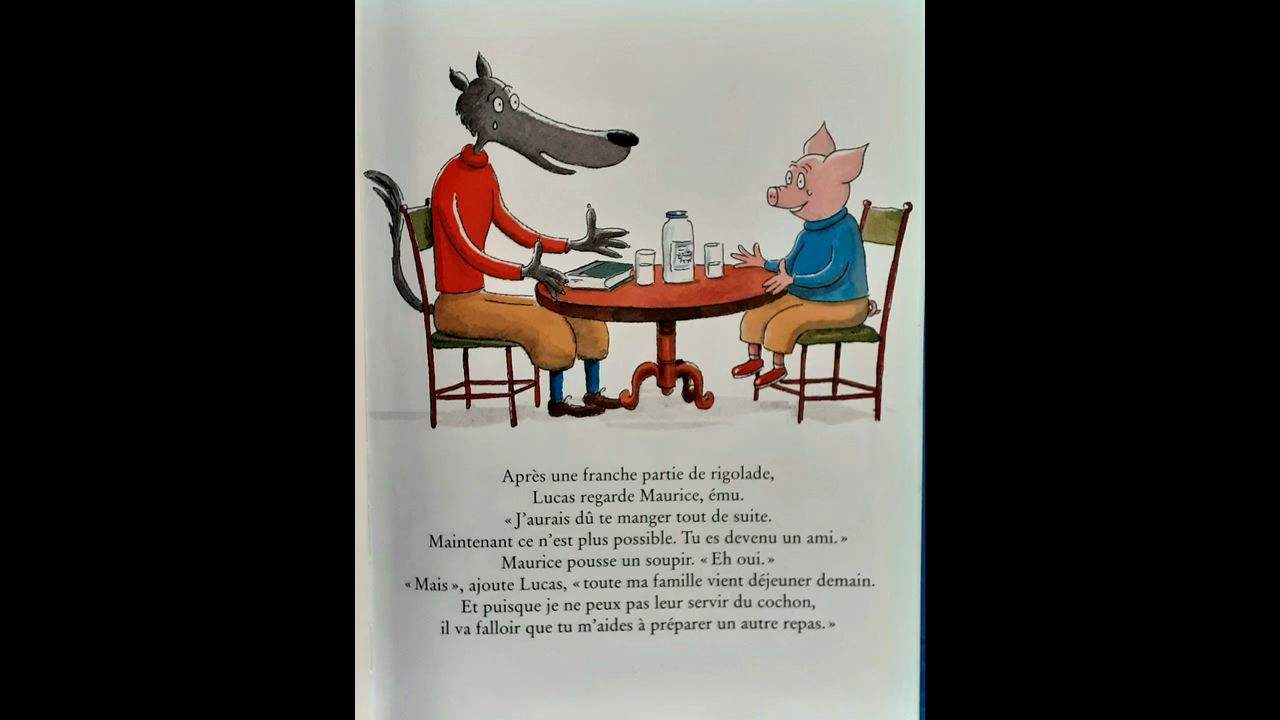 Après une franche partie de rigolade,
Lucas regarde Maurice, ému.
« J’aurais dû te manger tout de suite.
Maintenant ce n’est plus possible. Tu es devenu un ami. »
Maurice pousse un soupir. « Eh oui. »
« Mais », ajoute Lucas, « toute ma famille vient déjeuner demain.
Et puisque je ne peux pas leur servir du cochon,
il va falloir que tu m’aides à préparer un autre repas. »